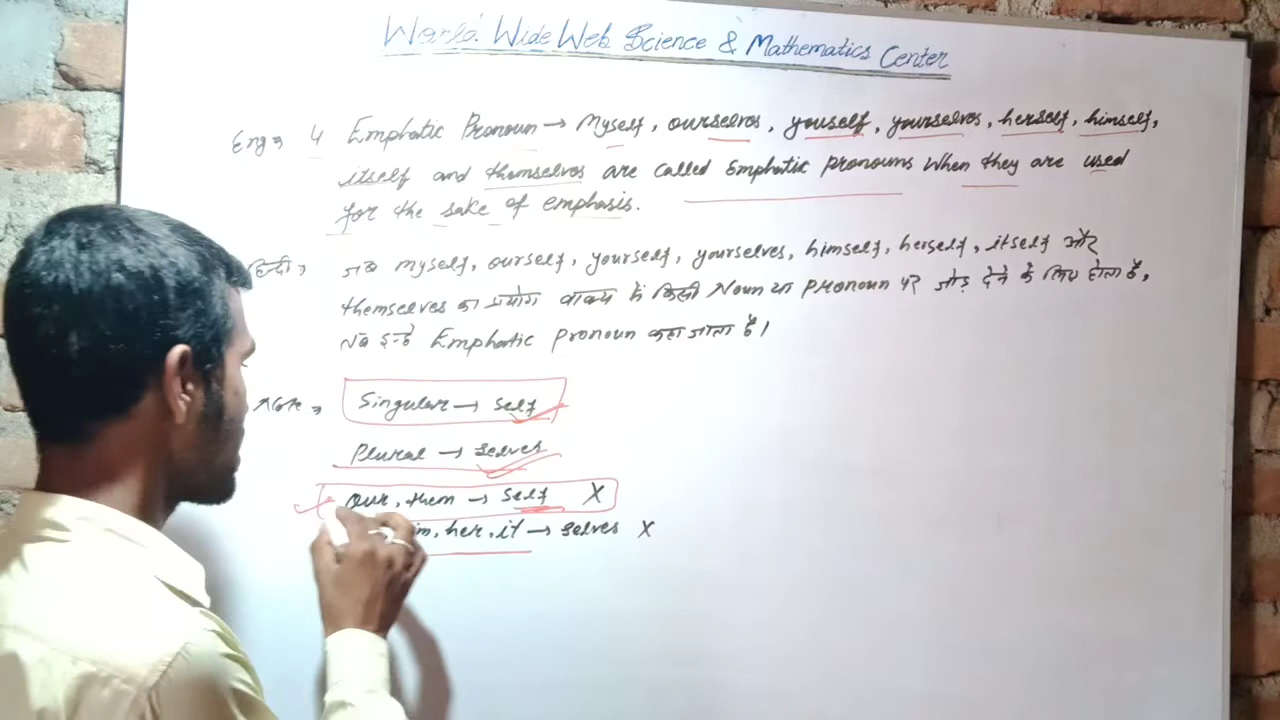 World Wide Web Science & Mathematics Center
Eng⇒ 4 Emphatic Pronoun → Myself, ourselves, youself, yourselves, herself, himself,
itself and themselves are called Emphatic pronouns When they are used
for the sake of emphasis.
हिन्दी⇒ जब myself, ourself, yourself, yourselves, himself, herself, itself और
themselves का प्रयोग वाक्य में किसी Noun या Pronoun पर जोड़ देने के लिए होता है,
तब इन्हें Emphatic pronoun कहा जाता है।
Note ⇒ Singular → Self
Plural → Selves
Our, them → Self X
her, it → Selves X